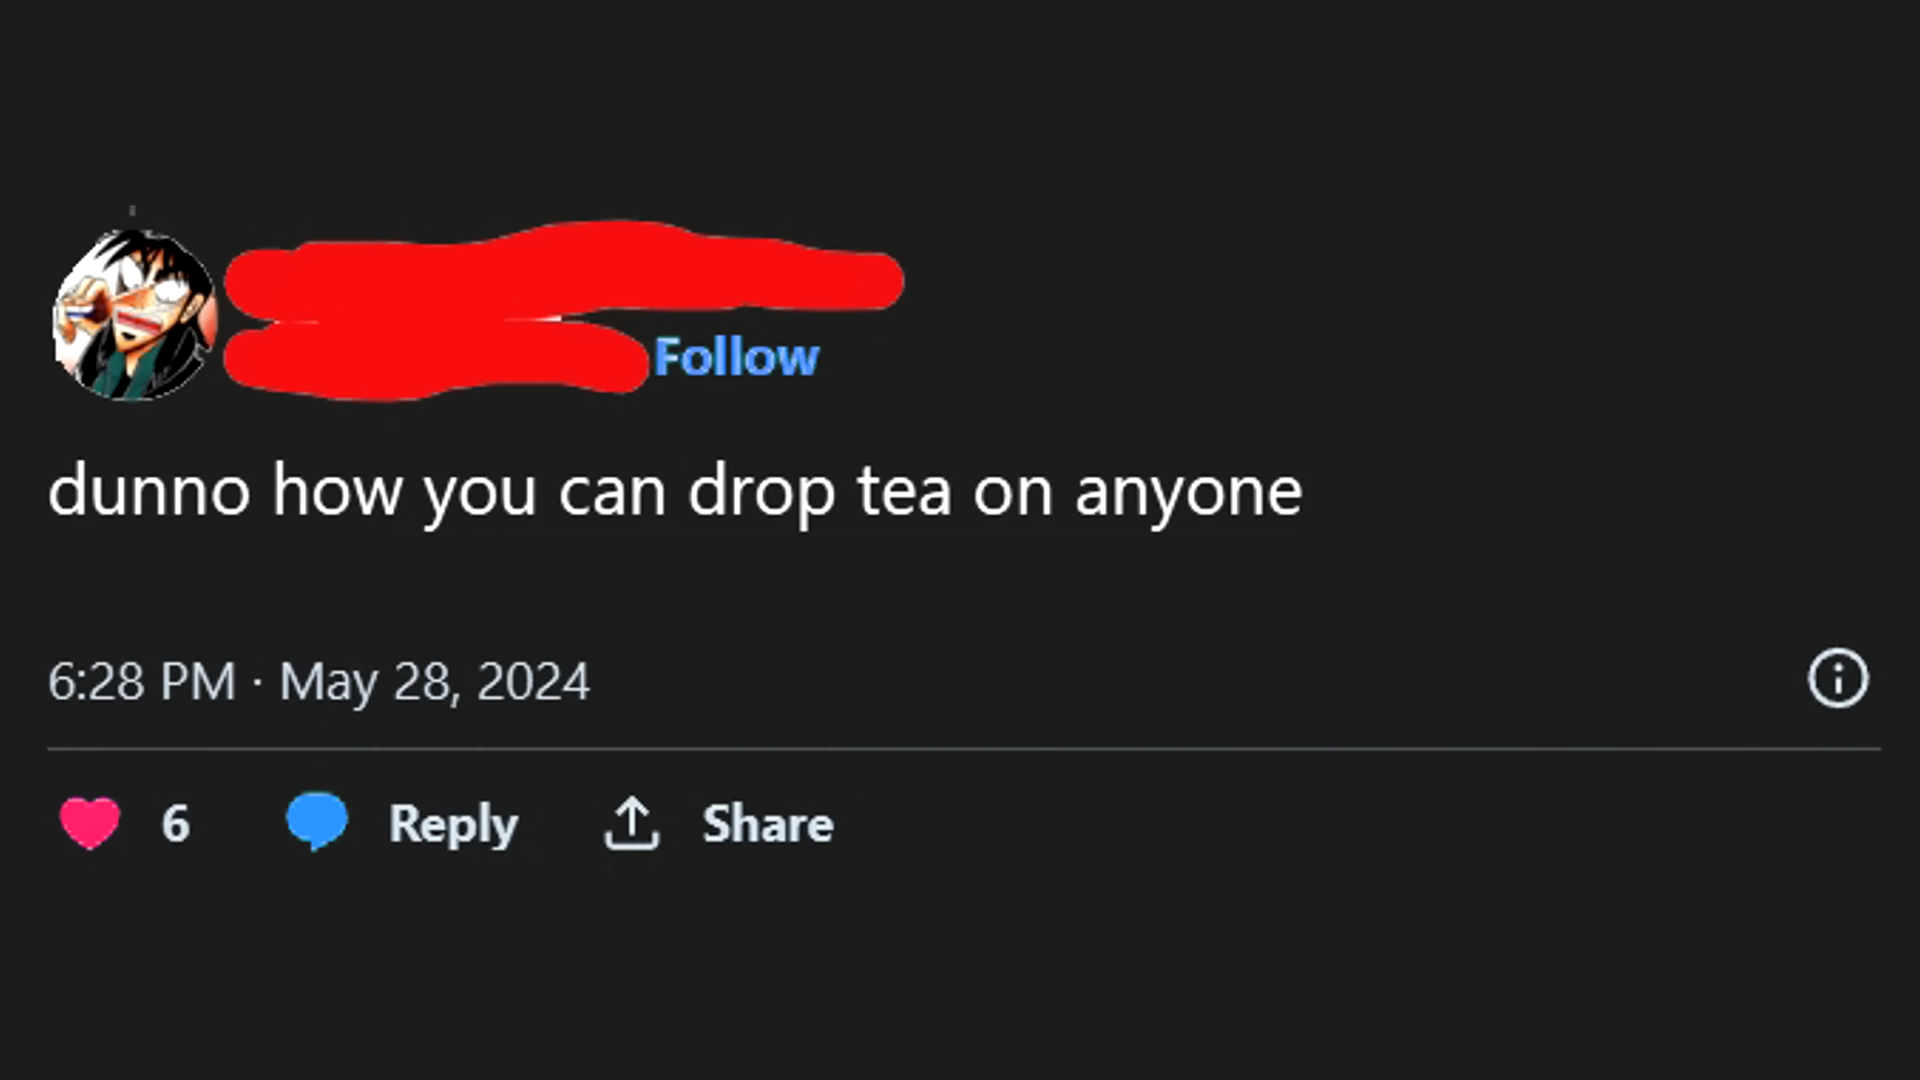 Follow
dunno how you can drop tea on anyone
6:28 PM · May 28, 2024
6 Reply Share